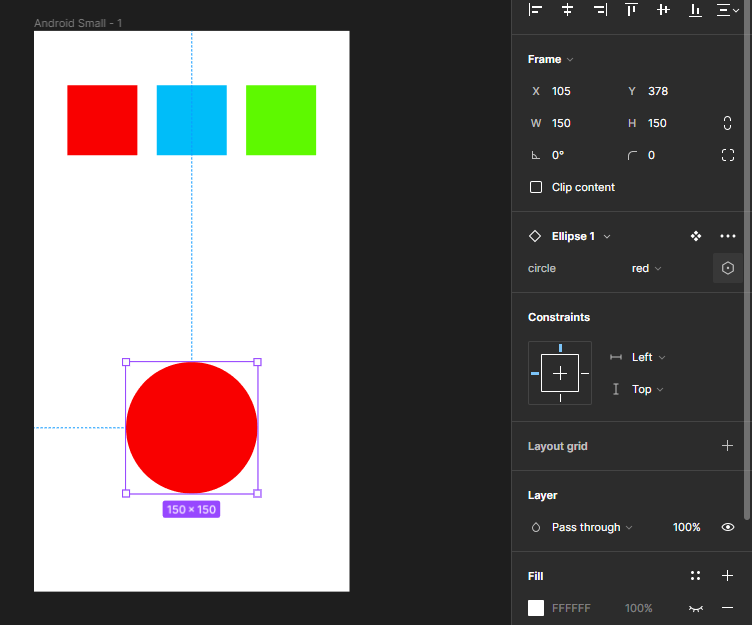 Android Small - 1
150 × 150
Frame
X 105 Y 378
W 150 H 150
0° 0
Clip content
Ellipse 1
circle red
Constraints
Left
Top
Layout grid
Layer
Pass through 100%
Fill
FFFFFF 100%